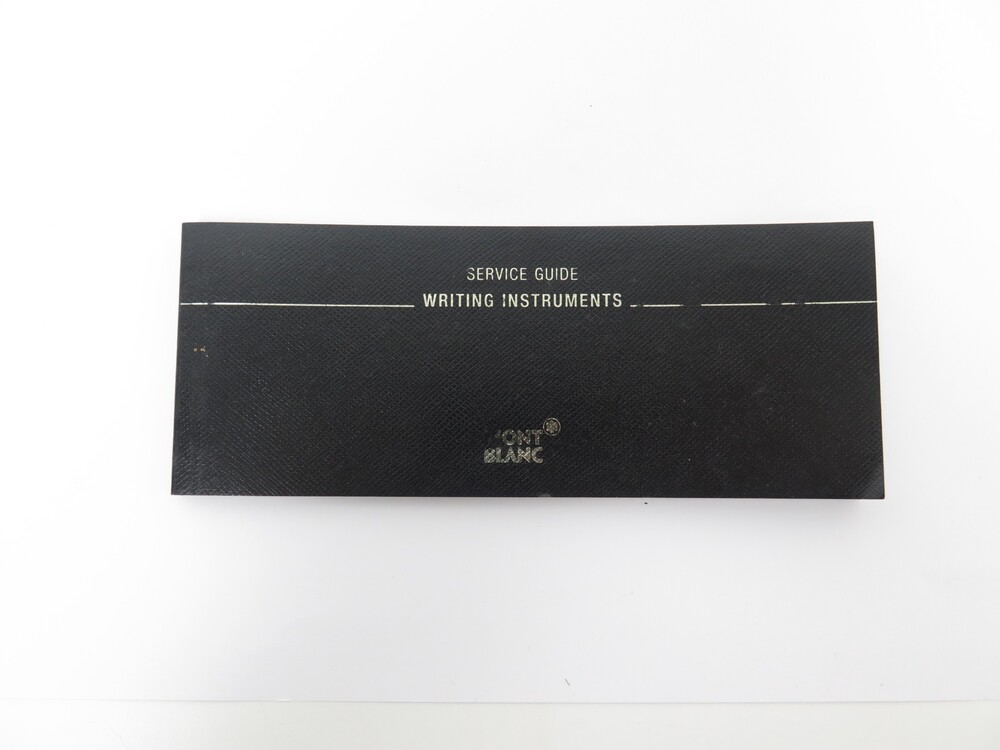 SERVICE GUIDE
WRITING INSTRUMENTS
MONT
BLANC